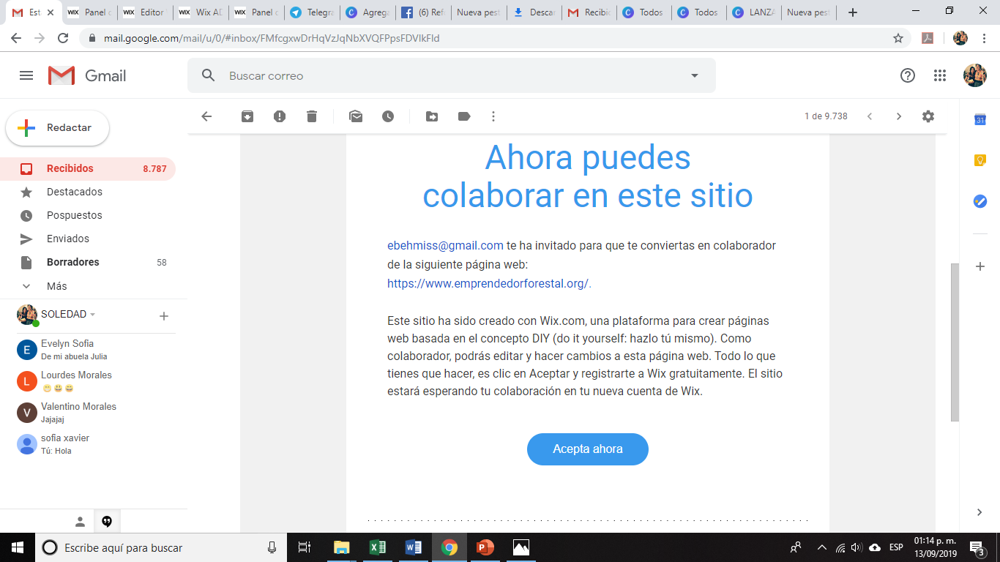 Est
Panel d
Editor
Wix AD
Panel c
Telegra
Agrega
(6) Ref
Nueva pest
Descar
Recibic
Todos
Todos
LANZA
Nueva pest
mail.google.com/mail/u/0/#inbox/FMfcgxwDrHqVzJqNbXVQFPpsFDVlkFld
Gmail
Buscar correo
Redactar
1 de 9.738
Recibidos 8.787
Destacados
Pospuestos
Enviados
Borradores 58
Más
SOLEDAD
Evelyn Sofia
De mi abuela Julia
Lourdes Morales
Valentino Morales
Jajajaj
sofia xavier
Tú: Hola
Ahora puedes
colaborar en este sitio
ebehmiss@gmail.com te ha invitado para que te conviertas en colaborador
de la siguiente página web:
https://www.emprendedorforestal.org/.
Este sitio ha sido creado con Wix.com, una plataforma para crear páginas
web basada en el concepto DIY (do it yourself: hazlo tú mismo). Como
colaborador, podrás editar y hacer cambios a esta página web. Todo lo que
tienes que hacer, es clic en Aceptar y registrarte a Wix gratuitamente. El sitio
estará esperando tu colaboración en tu nueva cuenta de Wix.
Acepta ahora
Escribe aquí para buscar
ESP
01:14 p. m.
13/09/2019
3